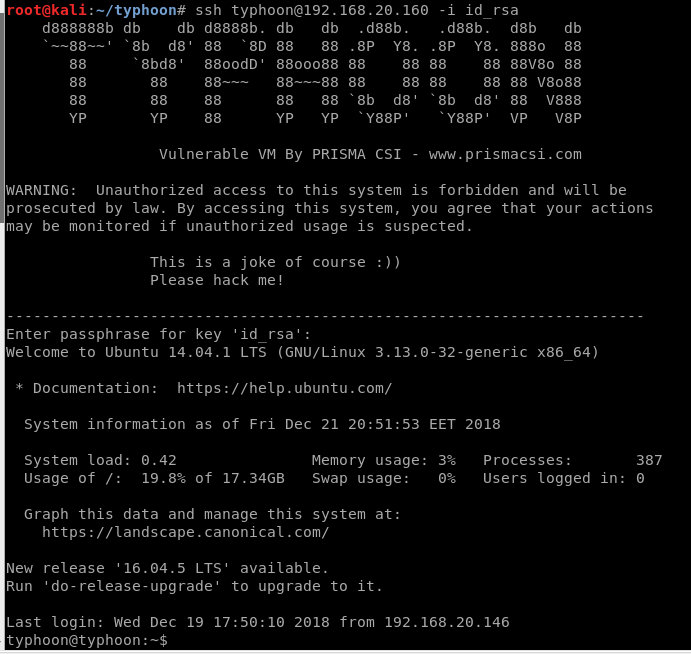 root@kali:~/typhoon# ssh typhoon@192.168.20.160 -i id_rsa
    d888888b db    db d8888b. db   db  .d88b.   .d88b.  d8b   db
    `~~88~~' `8b  d8' 88  `8D 88   88 .8P  Y8. .8P  Y8. 888o  88
       88     `8bd8'  88oodD' 88ooo88 88    88 88    88 88V8o 88
       88       88    88~~~   88~~~88 88    88 88    88 88 V8o88
       88       88    88      88   88 `8b  d8' `8b  d8' 88  V888
       YP       YP    88      YP   YP  `Y88P'   `Y88P'  VP   V8P
                 Vulnerable VM By PRISMA CSI - www.prismacsi.com
WARNING:  Unauthorized access to this system is forbidden and will be
prosecuted by law. By accessing this system, you agree that your actions
may be monitored if unauthorized usage is suspected.
                This is a joke of course :))
                Please hack me!
-----------------------------------------------------------------------
Enter passphrase for key 'id_rsa':
Welcome to Ubuntu 14.04.1 LTS (GNU/Linux 3.13.0-32-generic x86_64)
 * Documentation:  https://help.ubuntu.com/
  System information as of Fri Dec 21 20:51:53 EET 2018
  System load: 0.42               Memory usage: 3%   Processes:       387
  Usage of /:  19.8% of 17.34GB   Swap usage:   0%   Users logged in: 0
  Graph this data and manage this system at:
    https://landscape.canonical.com/
New release '16.04.5 LTS' available.
Run 'do-release-upgrade' to upgrade to it.
Last login: Wed Dec 19 17:50:10 2018 from 192.168.20.146
typhoon@typhoon:~$